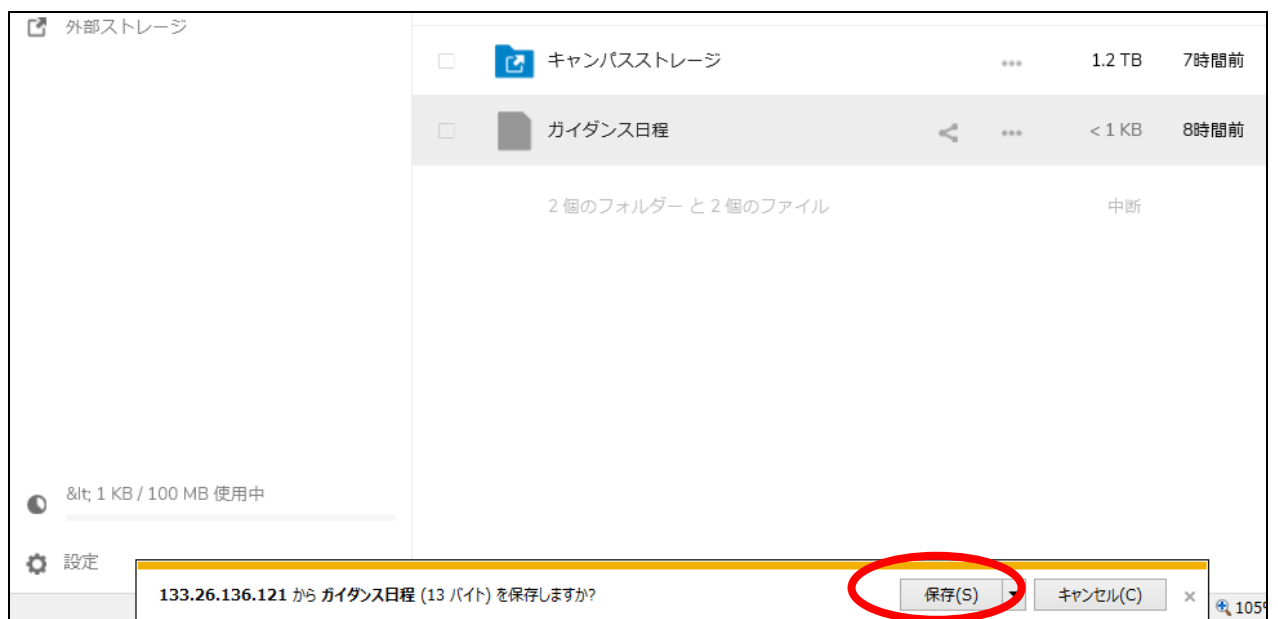 外部ストレージ
キャンパスストレージ ••• 1.2 TB 7時間前
ガイダンス日程 ••• < 1 KB 8時間前
2 個のフォルダー と 2 個のファイル 中断
&lt; 1 KB / 100 MB 使用中
設定
133.26.136.121 から ガイダンス日程 (13 バイト) を保存しますか?
保存(S) キャンセル(C) ×
105